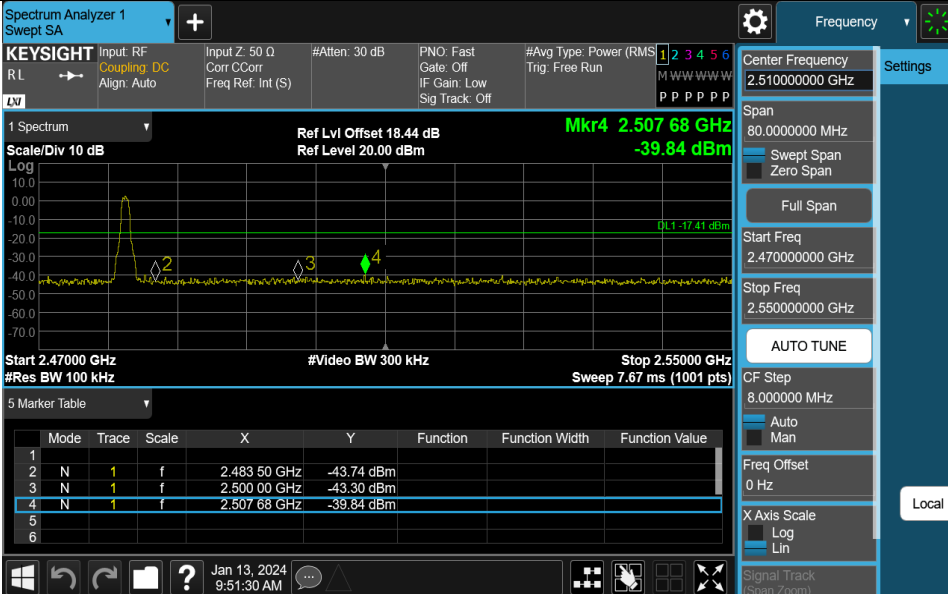 Spectrum Analyzer 1
Swept SA
+
Frequency
KEYSIGHT
RL
LXI
Input: RF
Coupling: DC
Align: Auto
Input Z: 50 Ω
Corr CCorr
Freq Ref: Int (S)
#Atten: 30 dB
PNO: Fast
Gate: Off
IF Gain: Low
Sig Track: Off
#Avg Type: Power (RMS
Trig: Free Run
1 2 3 4 5 6
M W W W W W
P P P P P P
1 Spectrum
Scale/Div 10 dB
Ref Lvl Offset 18.44 dB
Ref Level 20.00 dBm
Mkr4 2.507 68 GHz
-39.84 dBm
Log
10.0
0.00
-10.0
-20.0
-30.0
-40.0
-50.0
-60.0
-70.0
DL1 -17.41 dBm
2
3
4
Start 2.47000 GHz
#Res BW 100 kHz
#Video BW 300 kHz
Stop 2.55000 GHz
Sweep 7.67 ms (1001 pts)
5 Marker Table
Mode Trace Scale X Y Function Function Width Function Value
1
2 N 1 f 2.483 50 GHz -43.74 dBm
3 N 1 f 2.500 00 GHz -43.30 dBm
4 N 1 f 2.507 68 GHz -39.84 dBm
5
6
?
Jan 13, 2024
9:51:30 AM
...
Center Frequency
2.510000000 GHz
Span
80.0000000 MHz
Swept Span
Zero Span
Full Span
Start Freq
2.470000000 GHz
Stop Freq
2.550000000 GHz
AUTO TUNE
CF Step
8.000000 MHz
Auto
Man
Freq Offset
0 Hz
X Axis Scale
Log
Lin
Signal Track
(Span Zoom)
Settings
Local